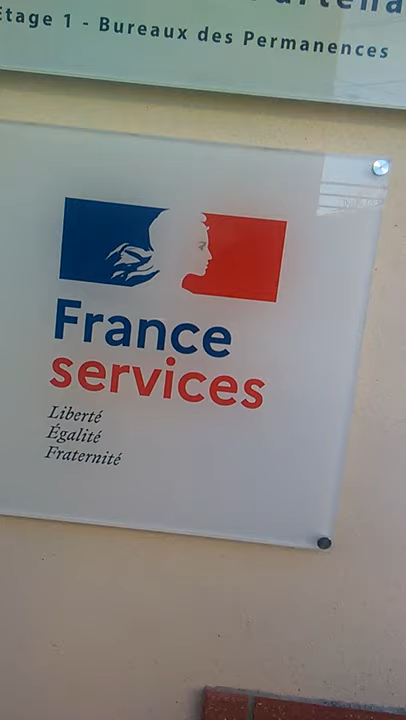 Etage 1 - Bureaux des Permanences
France
services
Liberté
Égalité
Fraternité